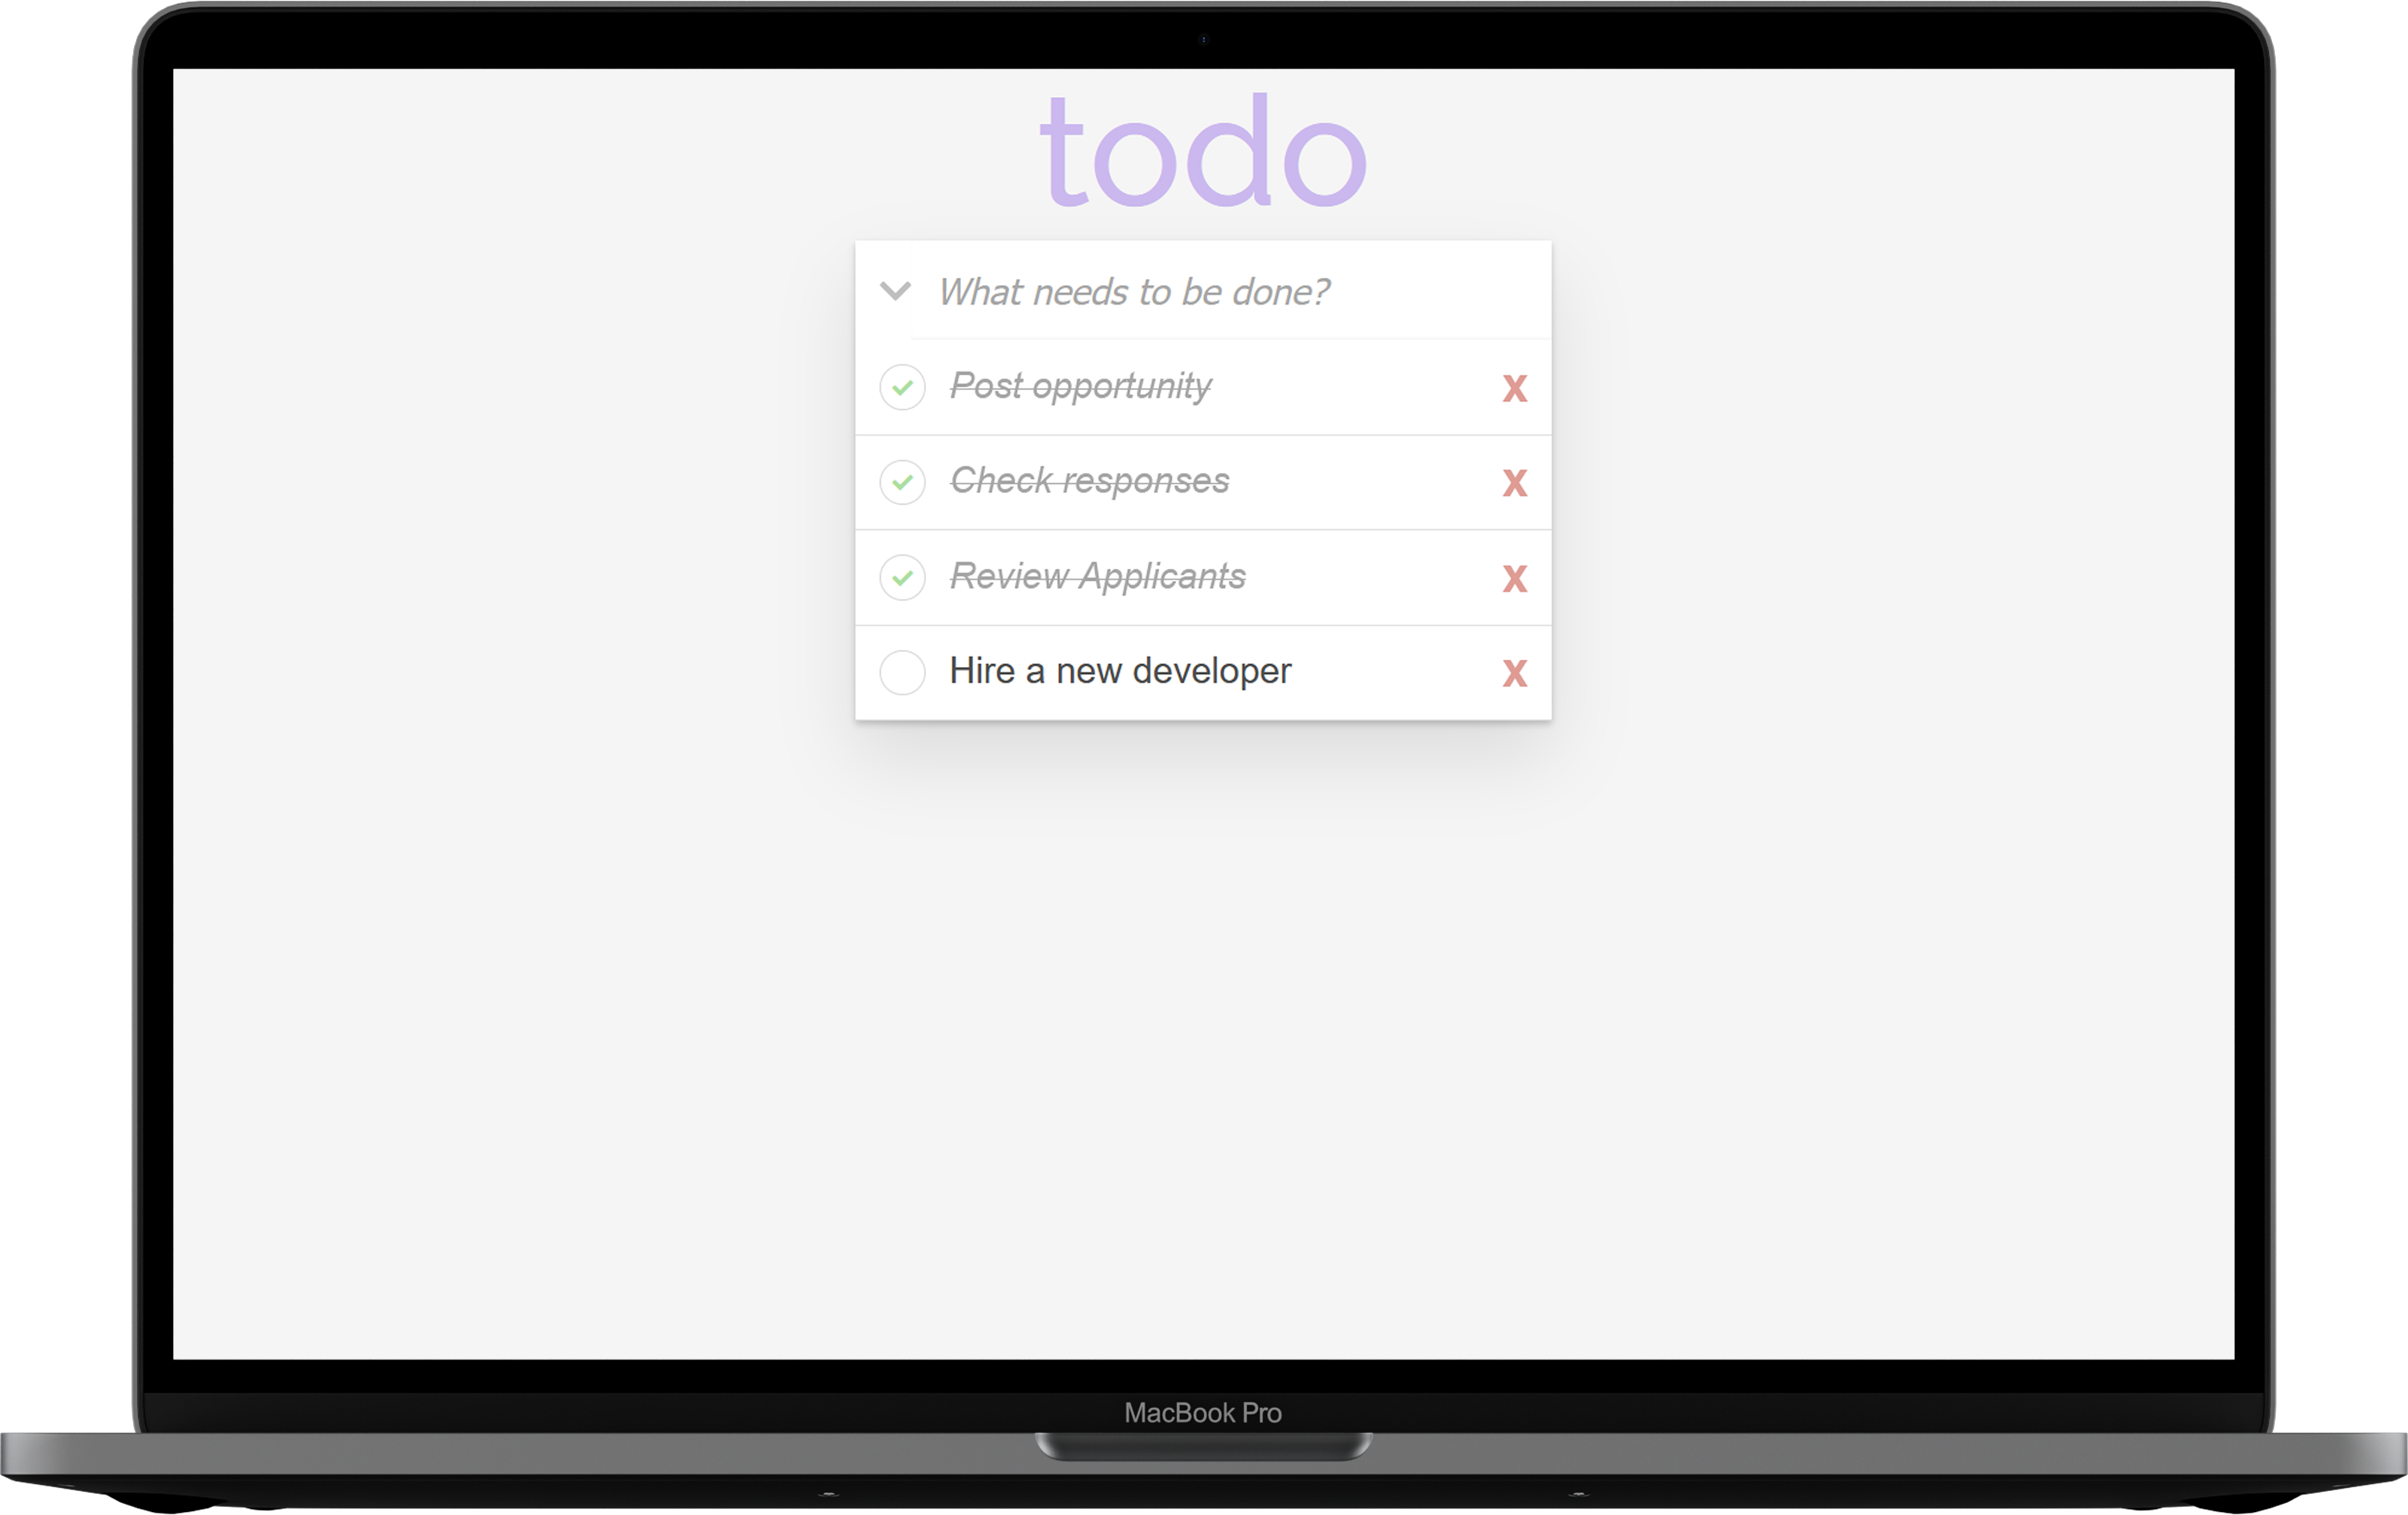 todo
What needs to be done?
Post opportunity
X
Check responses
X
Review Applicants
X
Hire a new developer
X
MacBook Pro